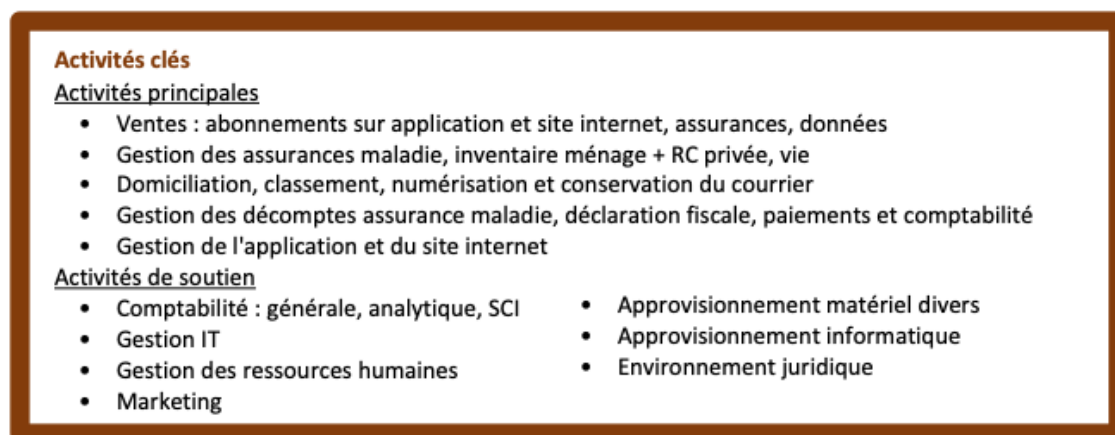 Activités clés
Activités principales
• Ventes : abonnements sur application et site internet, assurances, données
• Gestion des assurances maladie, inventaire ménage + RC privée, vie
• Domiciliation, classement, numérisation et conservation du courrier
• Gestion des décomptes assurance maladie, déclaration fiscale, paiements et comptabilité
• Gestion de l'application et du site internet
Activités de soutien
• Comptabilité : générale, analytique, SCI
• Gestion IT
• Gestion des ressources humaines
• Marketing
• Approvisionnement matériel divers
• Approvisionnement informatique
• Environnement juridique